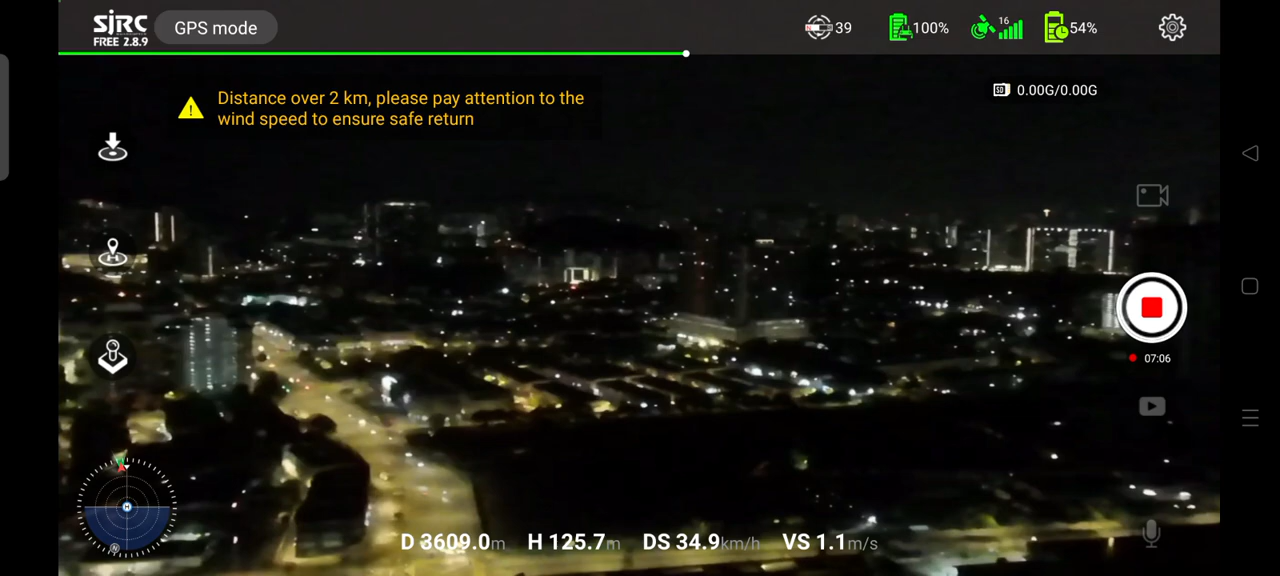 SJRC
FREE 2.8.9
GPS mode
39
100%
16
54%
Distance over 2 km, please pay attention to the
wind speed to ensure safe return
SD 0.00G/0.00G
07:06
H
N
D 3609.0m H 125.7m DS 34.9km/h VS 1.1m/s